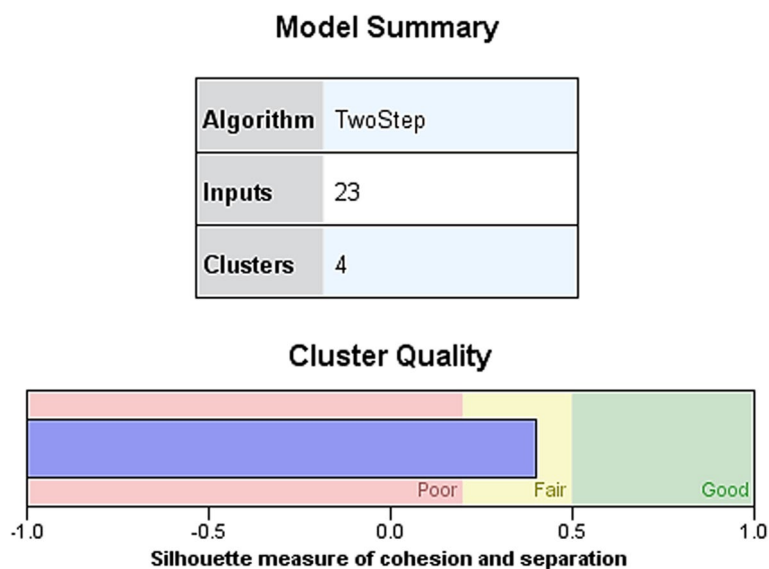 Model Summary
Algorithm TwoStep
Inputs 23
Clusters 4
Cluster Quality
Poor Fair Good
-1.0 -0.5 0.0 0.5 1.0
Silhouette measure of cohesion and separation